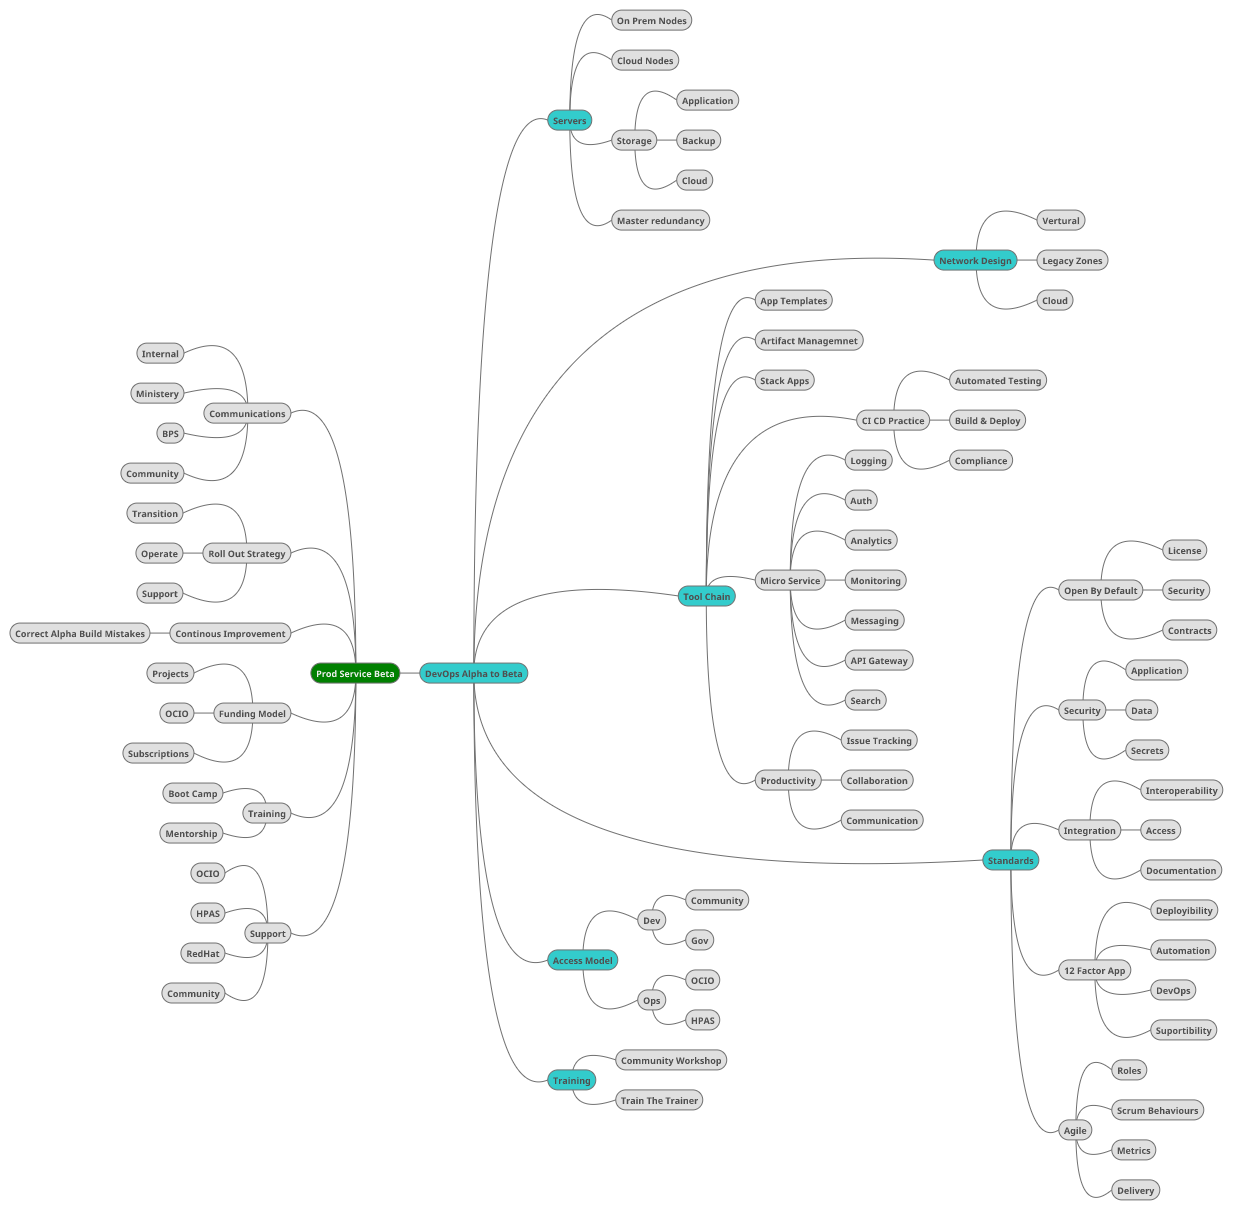 On Prem Nodes
Cloud Nodes
Servers
Storage
Application
Backup
Cloud
Master redundancy
Network Design
Vertural
Legacy Zones
Cloud
App Templates
Artifact Managemnet
Stack Apps
CI CD Practice
Automated Testing
Build & Deploy
Compliance
Tool Chain
Micro Service
Logging
Auth
Analytics
Monitoring
Messaging
API Gateway
Search
Productivity
Issue Tracking
Collaboration
Communication
Standards
Open By Default
License
Security
Contracts
Security
Application
Data
Secrets
Integration
Interoperability
Access
Documentation
12 Factor App
Deployibility
Automation
DevOps
Suportibility
Agile
Roles
Scrum Behaviours
Metrics
Delivery
Access Model
Dev
Community
Gov
Ops
OCIO
HPAS
Training
Community Workshop
Train The Trainer
DevOps Alpha to Beta
Prod Service Beta
Communications
Internal
Ministery
BPS
Community
Roll Out Strategy
Transition
Operate
Support
Continous Improvement
Correct Alpha Build Mistakes
Funding Model
Projects
OCIO
Subscriptions
Training
Boot Camp
Mentorship
Support
OCIO
HPAS
RedHat
Community